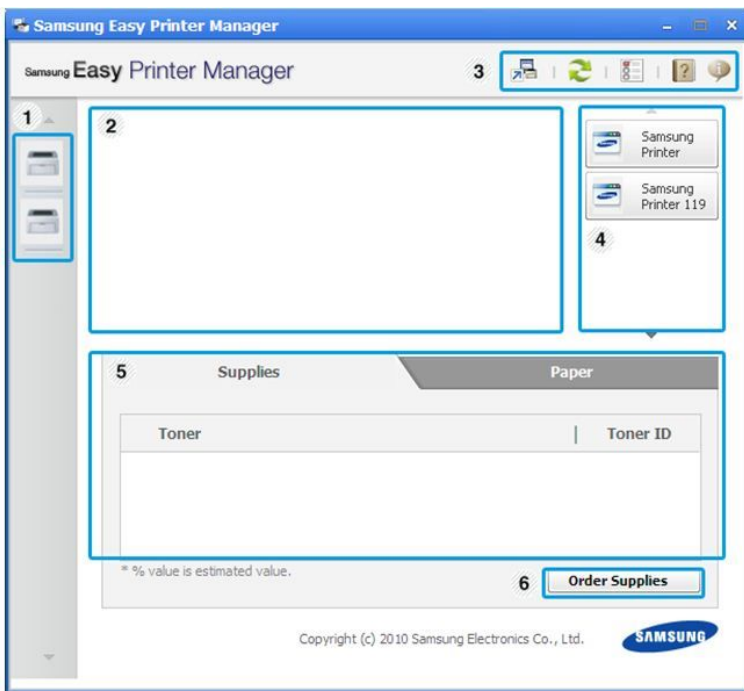 Samsung Easy Printer Manager
Samsung Easy Printer Manager
3
?
1
2
Samsung
Printer
Samsung
Printer 119
4
5 Supplies Paper
Toner | Toner ID
* % value is estimated value.
6 Order Supplies
Copyright (c) 2010 Samsung Electronics Co., Ltd. SAMSUNG